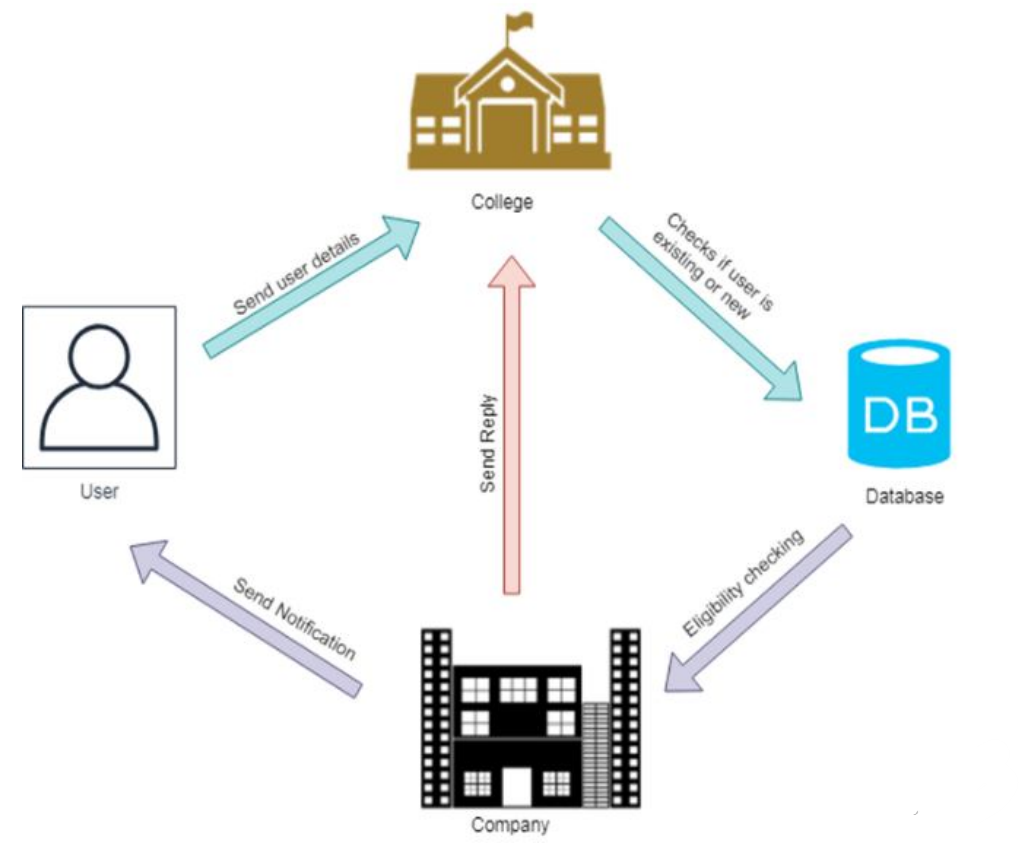 College
Send user details
Checks if user is
existing or new
DB
User
Send Reply
Database
Send Notification
Eligibility checking
Company